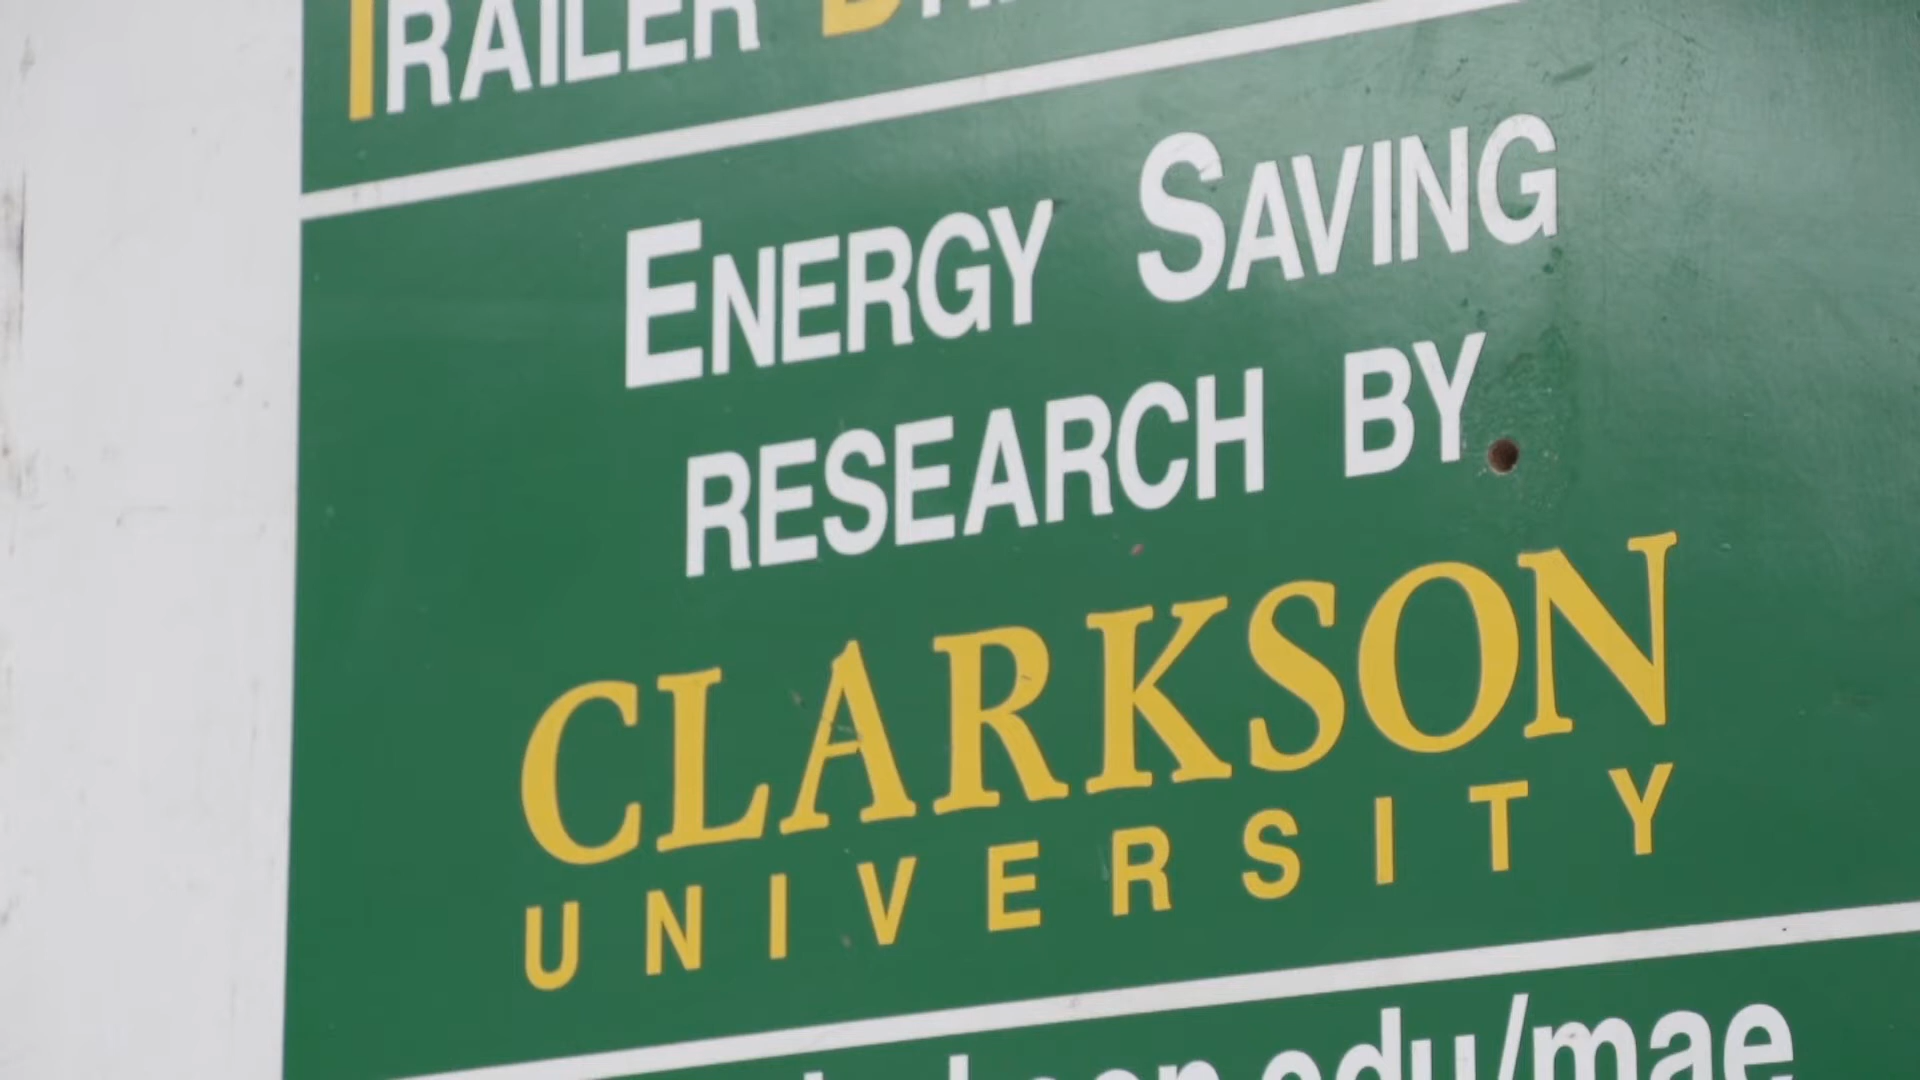 TRAILER
ENERGY SAVING
RESEARCH BY
CLARKSON
UNIVERSITY
edu/mae